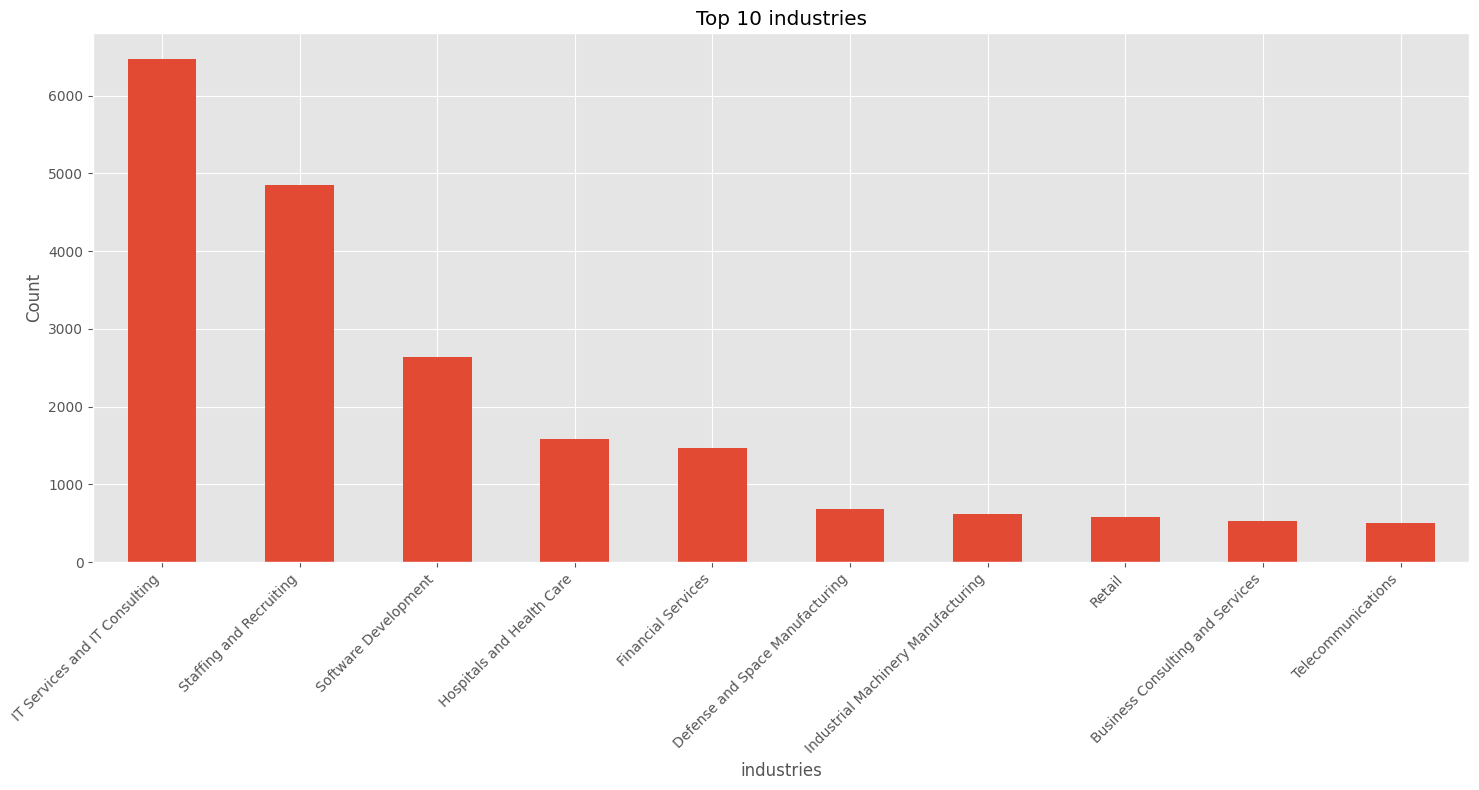 Top 10 industries
6000
5000
4000
3000
2000
1000
0
Count
IT Services and IT Consulting
Staffing and Recruiting
Software Development
Hospitals and Health Care
Financial Services
Defense and Space Manufacturing
Industrial Machinery Manufacturing
Retail
Business Consulting and Services
Telecommunications
industries